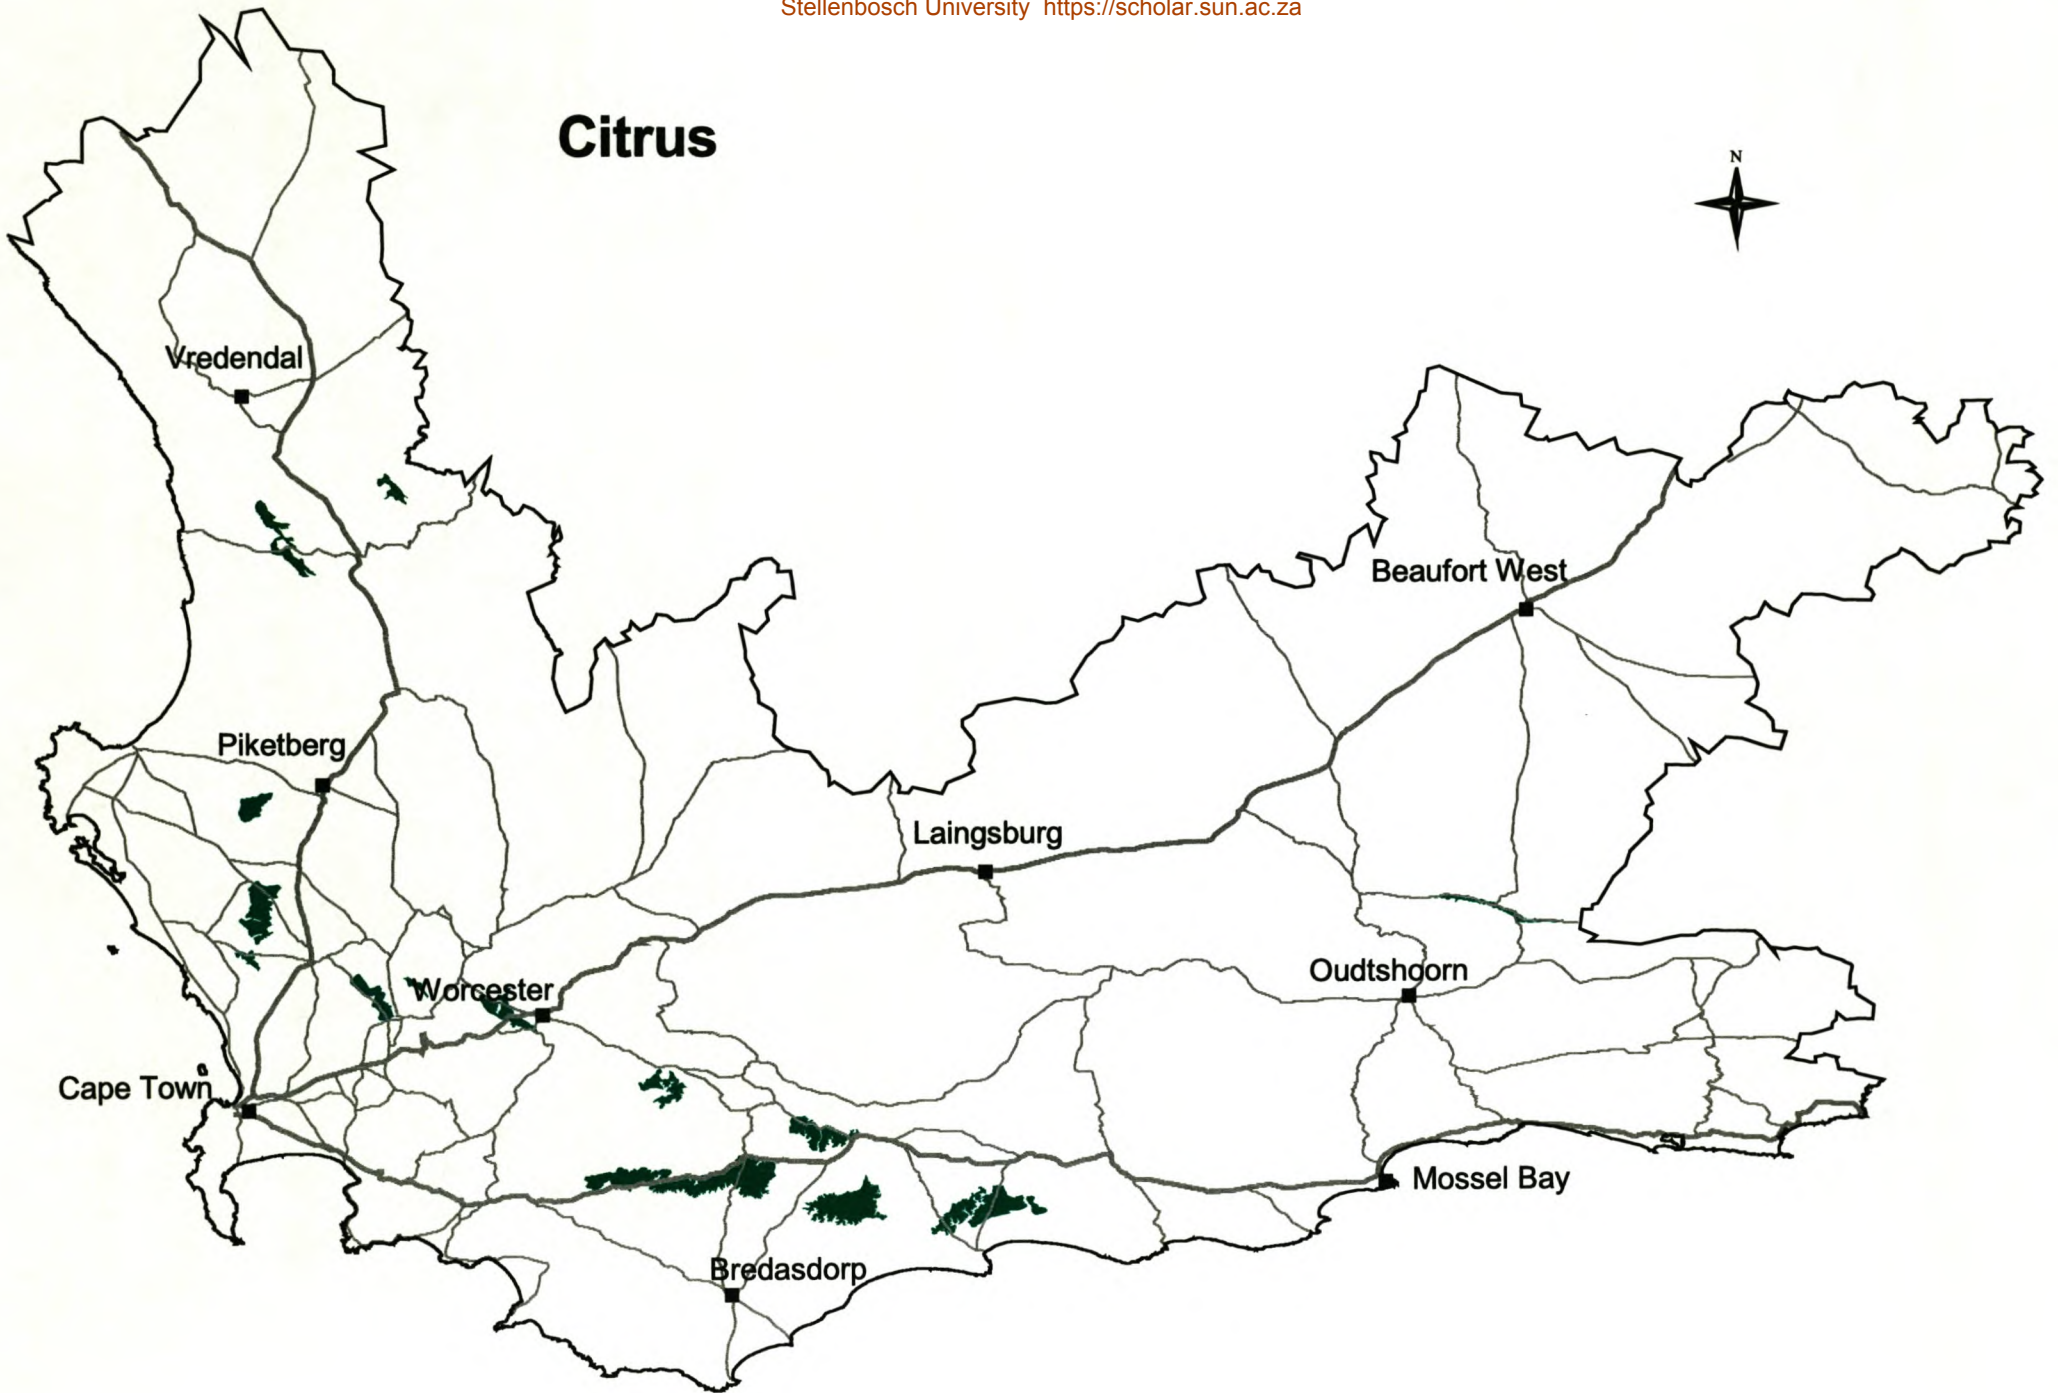 Stellenbosch University https://scholar.sun.ac.za
Citrus
N
Vredendal
Beaufort West
Piketberg
Laingsburg
Oudtshoorn
Worcester
Cape Town
Mossel Bay
Bredasdorp